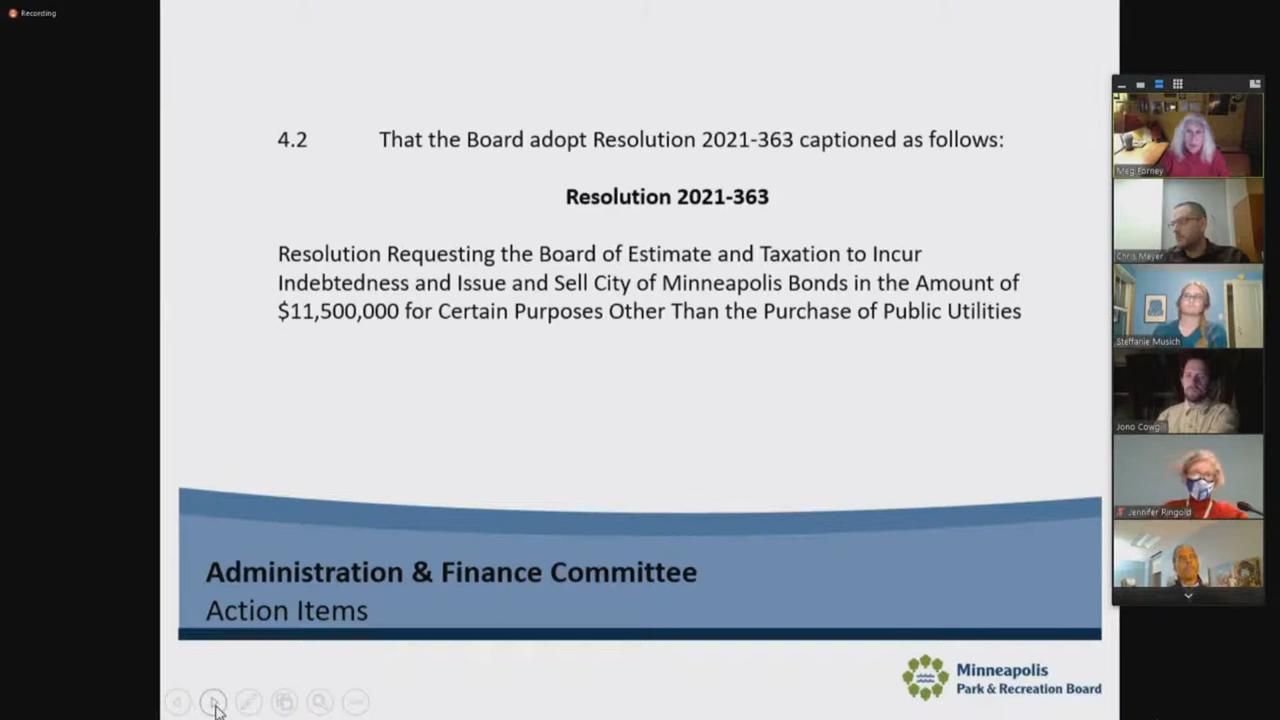 Recording
4.2 That the Board adopt Resolution 2021-363 captioned as follows:
Resolution 2021-363
Resolution Requesting the Board of Estimate and Taxation to Incur
Indebtedness and Issue and Sell City of Minneapolis Bonds in the Amount of
$11,500,000 for Certain Purposes Other Than the Purchase of Public Utilities
Administration & Finance Committee
Action Items
Minneapolis
Park & Recreation Board
Meg Forney
Chris Meyer
Steffanie Musich
Jono Cowgill
Jennifer Ringold